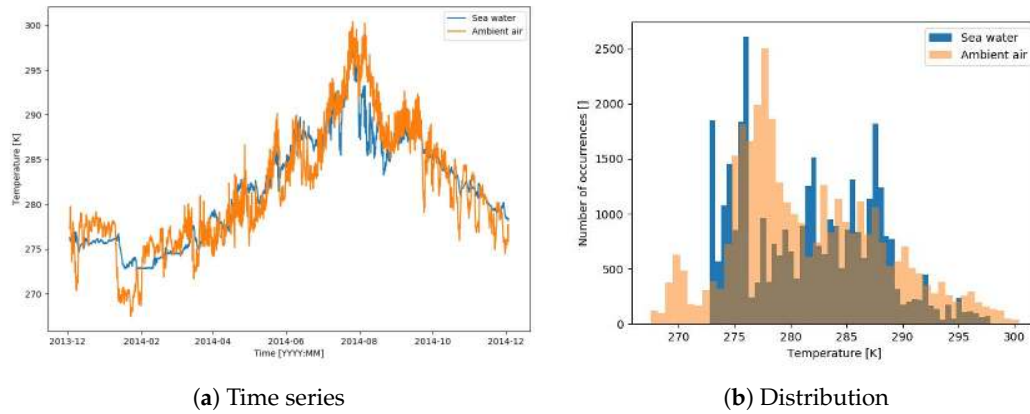 300
295
290
285
280
275
270
Temperature [K]
Sea water
Ambient air
2013-12
2014-02
2014-04
2014-06
2014-08
2014-10
2014-12
Time [YYYY:MM]
(a) Time series
2500
2000
1500
1000
500
0
Number of occurrences []
Sea water
Ambient air
270
275
280
285
290
295
300
Temperature [K]
(b) Distribution